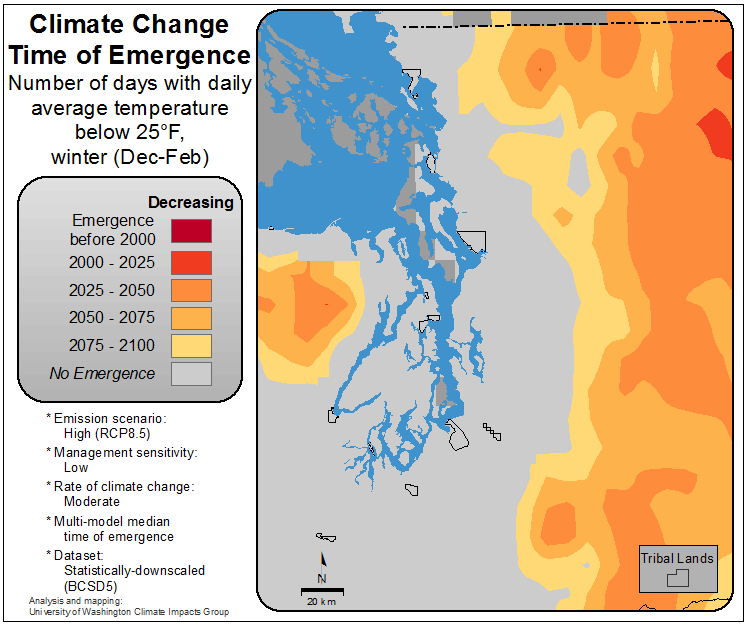 Climate Change
Time of Emergence
Number of days with daily
average temperature
below 25°F,
winter (Dec-Feb)
Decreasing
Emergence
before 2000
2000 - 2025
2025 - 2050
2050 - 2075
2075 - 2100
No Emergence
* Emission scenario:
High (RCP8.5)
* Management sensitivity:
Low
* Rate of climate change:
Moderate
* Multi-model median
time of emergence
* Dataset:
Statistically-downscaled
(BCSD5)
Analysis and mapping:
University of Washington Climate Impacts Group
N
20 km
Tribal Lands